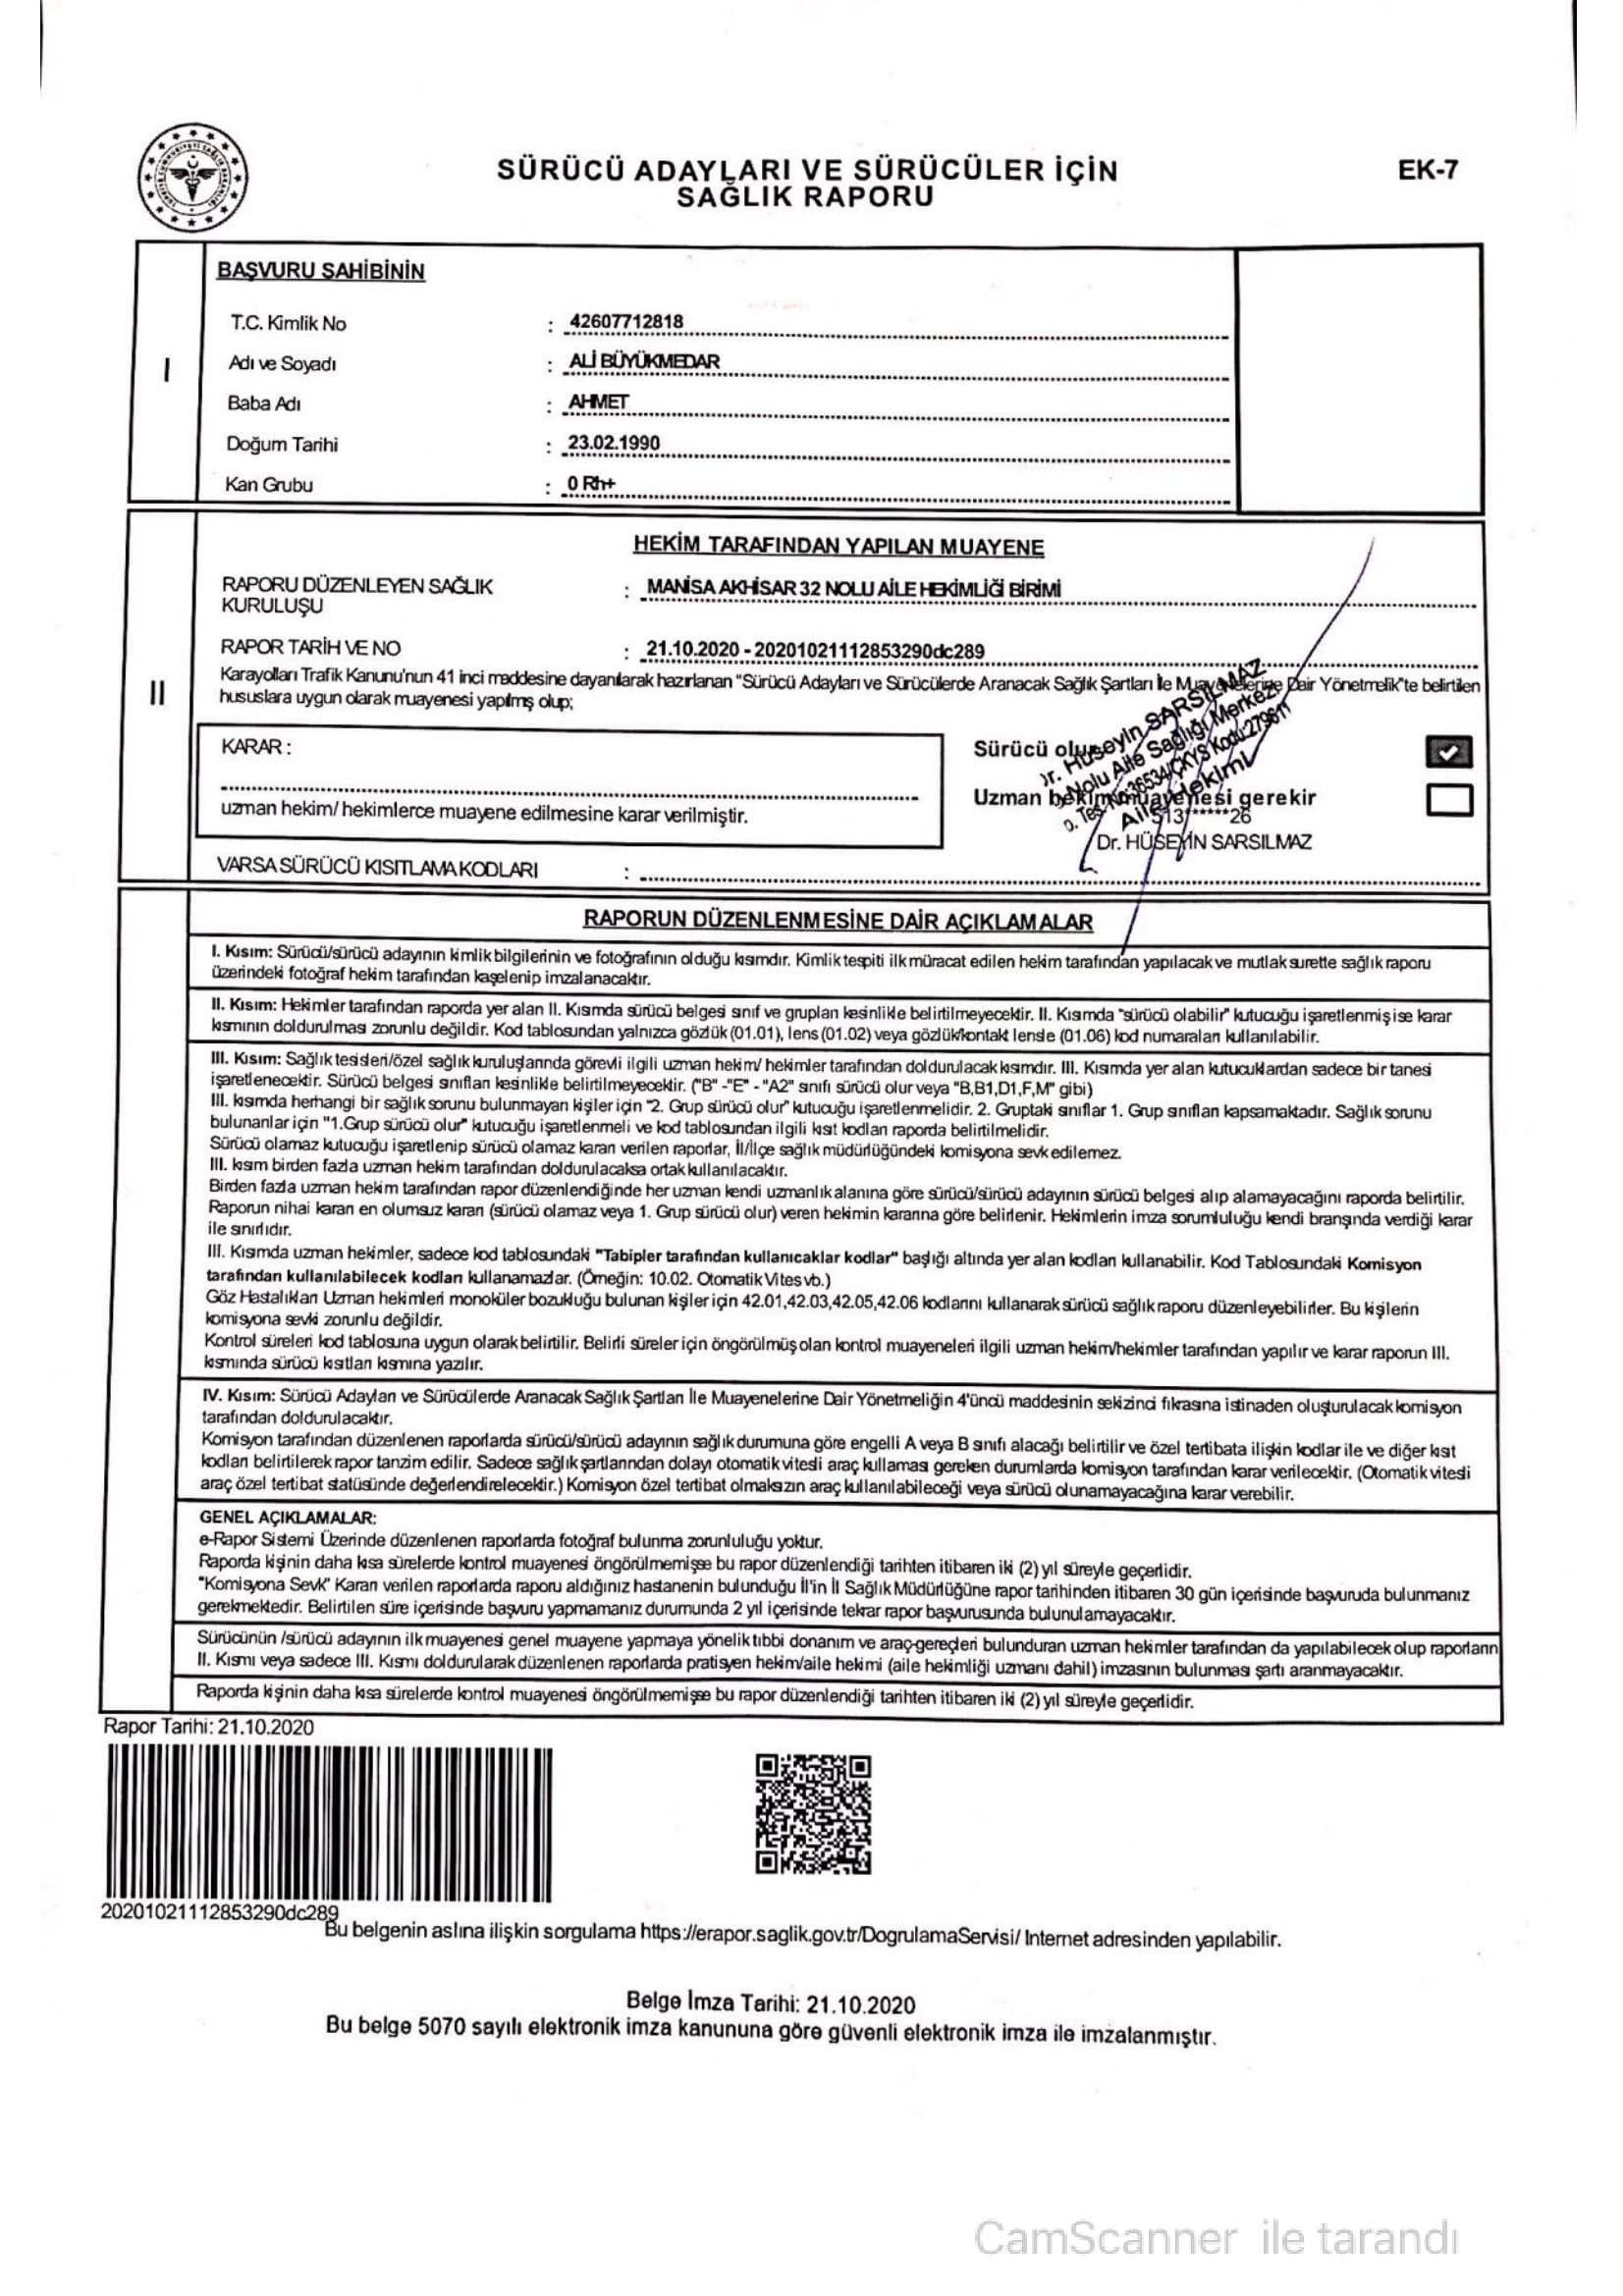 SÜRÜCÜ ADAYLARI VE SÜRÜCÜLER İÇİN
SAĞLIK RAPORU
EK-7
I
BAŞVURU SAHİBİNİN
T.C. Kimlik No : 42607712818
Adı ve Soyadı : ALİ BÜYÜKMEDAR
Baba Adı : AHMET
Doğum Tarihi : 23.02.1990
Kan Grubu : 0 Rh+
II
HEKİM TARAFINDAN YAPILAN MUAYENE
RAPORU DÜZENLEYEN SAĞLIK KURULUŞU : MANİSA AKHİSAR 32 NOLU AİLE HEKİMLİĞİ BİRİMİ
RAPOR TARİH VE NO : 21.10.2020 - 20201021112853290dc289
Karayolları Trafik Kanunu'nun 41 inci maddesine dayanılarak hazırlanan "Sürücü Adayları ve Sürücülerde Aranacak Sağlık Şartları İle Muayenelerine Dair Yönetmelik"te belirtilen
hususlara uygun olarak muayenesi yapılmış olup;
KARAR :
uzman hekim/ hekimlerce muayene edilmesine karar verilmiştir.
Sürücü olur
Uzman hekim muayenesi gerekir
Dr. Hüseyin SARSILMAZ
Nolu Aile Sağlığı Merkezi
D. Tes. No:36534/ÇKYS Kodu:279611
Aile Hekimi
513*****26
Dr. HÜSEYİN SARSILMAZ
VARSA SÜRÜCÜ KISITLAMA KODLARI :
RAPORUN DÜZENLENMESİNE DAİR AÇIKLAMALAR
I. Kısım: Sürücü/sürücü adayının kimlik bilgilerinin ve fotoğrafının olduğu kısımdır. Kimlik tespiti ilk müracat edilen hekim tarafından yapılacak ve mutlak surette sağlık raporu
üzerindeki fotoğraf hekim tarafından kaşelenip imzalanacaktır.
II. Kısım: Hekimler tarafından raporda yer alan II. Kısımda sürücü belgesi sınıf ve grupları kesinlikle belirtilmeyecektir. II. Kısımda "sürücü olabilir" kutucuğu işaretlenmiş ise karar
kısmının doldurulması zorunlu değildir. Kod tablosundan yalnızca gözlük (01.01), lens (01.02) veya gözlük/kontakt lensle (01.06) kod numaraları kullanılabilir.
III. Kısım: Sağlık tesisleri/özel sağlık kuruluşlarında görevli ilgili uzman hekim/ hekimler tarafından doldurulacak kısımdır. III. Kısımda yer alan kutucuklardan sadece bir tanesi
işaretlenecektir. Sürücü belgesi sınıfları kesinlikle belirtilmeyecektir. ("B" -"E" - "A2" sınıfı sürücü olur veya "B,B1,D1,F,M" gibi)
III. kısımda herhangi bir sağlık sorunu bulunmayan kişiler için "2. Grup sürücü olur" kutucuğu işaretlenmelidir. 2. Gruptaki sınıflar 1. Grup sınıfları kapsamaktadır. Sağlık sorunu
bulunanlar için "1.Grup sürücü olur" kutucuğu işaretlenmeli ve kod tablosundan ilgili kısıt kodları raporda belirtilmelidir.
Sürücü olamaz kutucuğu işaretlenip sürücü olamaz kararı verilen raporlar, İl/İlçe sağlık müdürlüğündeki komisyona sevk edilemez.
III. kısım birden fazla uzman hekim tarafından doldurulacaksa ortak kullanılacaktır.
Birden fazla uzman hekim tarafından rapor düzenlendiğinde her uzman kendi uzmanlık alanına göre sürücü/sürücü adayının sürücü belgesi alıp alamayacağını raporda belirtilir.
Raporun nihai kararı en olumsuz kararı (sürücü olamaz veya 1. Grup sürücü olur) veren hekimin kararına göre belirlenir. Hekimlerin imza sorumluluğu kendi branşında verdiği karar
ile sınırlıdır.
III. Kısımda uzman hekimler, sadece kod tablosundaki "Tabipler tarafından kullanıcaklar kodlar" başlığı altında yer alan kodları kullanabilir. Kod Tablosundaki Komisyon
tarafından kullanılabilecek kodları kullanamazlar. (Örneğin: 10.02. Otomatik Vites vb.)
Göz Hastalıkları Uzman hekimleri monoküler bozukluğu bulunan kişiler için 42.01,42.03,42.05,42.06 kodlarını kullanarak sürücü sağlık raporu düzenleyebilirler. Bu kişilerin
komisyona sevki zorunlu değildir.
Kontrol süreleri kod tablosuna uygun olarak belirtilir. Belirli süreler için öngörülmüş olan kontrol muayeneleri ilgili uzman hekim/hekimler tarafından yapılır ve karar raporun III.
kısmında sürücü kısıtları kısmına yazılır.
IV. Kısım: Sürücü Adayları ve Sürücülerde Aranacak Sağlık Şartları İle Muayenelerine Dair Yönetmeliğin 4'üncü maddesinin sekizinci fıkrasına istinaden oluşturulacak komisyon
tarafından doldurulacaktır.
Komisyon tarafından düzenlenen raporlarda sürücü/sürücü adayının sağlık durumuna göre engelli A veya B sınıfı alacağı belirtilir ve özel tertibata ilişkin kodlar ile ve diğer kısıt
kodları belirtilerek rapor tanzim edilir. Sadece sağlık şartlarından dolayı otomatik vitesli araç kullaması gereken durumlarda komisyon tarafından karar verilecektir. (Otomatik vitesli
araç özel tertibat statüsünde değerlendirelecektir.) Komisyon özel tertibat olmaksızın araç kullanılabileceği veya sürücü olunamayacağına karar verebilir.
GENEL AÇIKLAMALAR:
e-Rapor Sistemi Üzerinde düzenlenen raporlarda fotoğraf bulunma zorunluluğu yoktur.
Raporda kişinin daha kısa sürelerde kontrol muayenesi öngörülmemişse bu rapor düzenlendiği tarihten itibaren iki (2) yıl süreyle geçerlidir.
"Komisyona Sevk" Kararı verilen raporlarda raporu aldığınız hastanenin bulunduğu İl'in İl Sağlık Müdürlüğüne rapor tarihinden itibaren 30 gün içerisinde başvuruda bulunmanız
gerekmektedir. Belirtilen süre içerisinde başvuru yapmamanız durumunda 2 yıl içerisinde tekrar rapor başvurusunda bulunulamayacaktır.
Sürücünün /sürücü adayının ilk muayenesi genel muayene yapmaya yönelik tıbbi donanım ve araç-gereçleri bulunduran uzman hekimler tarafından da yapılabilecek olup raporların
II. Kısmı veya sadece III. Kısmı doldurularak düzenlenen raporlarda pratisyen hekim/aile hekimi (aile hekimliği uzmanı dahil) imzasının bulunması şartı aranmayacaktır.
Raporda kişinin daha kısa sürelerde kontrol muayenesi öngörülmemişse bu rapor düzenlendiği tarihten itibaren iki (2) yıl süreyle geçerlidir.
Rapor Tarihi: 21.10.2020
20201021112853290dc289
Bu belgenin aslına ilişkin sorgulama https://erapor.saglik.gov.tr/DogrulamaServisi/ Internet adresinden yapılabilir.
Belge İmza Tarihi: 21.10.2020
Bu belge 5070 sayılı elektronik imza kanununa göre güvenli elektronik imza ile imzalanmıştır.
CamScanner ile tarandı